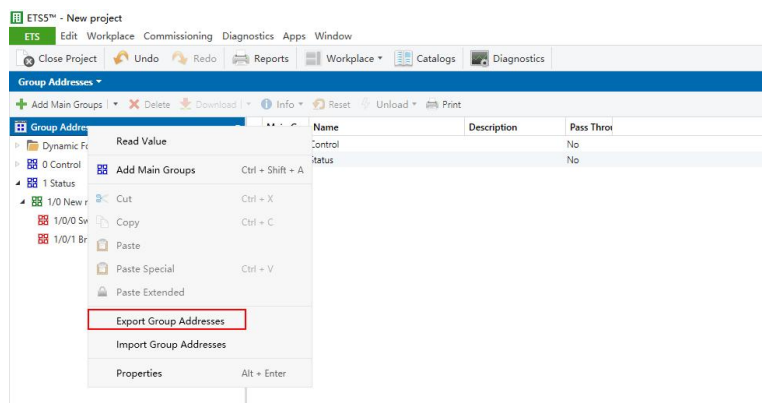 ETS5™ - New project
ETS Edit Workplace Commissioning Diagnostics Apps Window
Close Project Undo Redo Reports Workplace Catalogs Diagnostics
Group Addresses
Add Main Groups Delete Download Info Reset Unload Print
Group Addres Name Description Pass Throu
Dynamic Fo Control No
0 Control Status No
1 Status
1/0 New
1/0/0 Sw
1/0/1 Br
Read Value
Add Main Groups Ctrl + Shift + A
Cut Ctrl + X
Copy Ctrl + C
Paste
Paste Special Ctrl + V
Paste Extended
Export Group Addresses
Import Group Addresses
Properties Alt + Enter